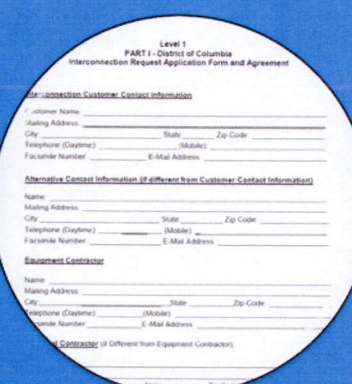 Level 1
PART I - District of Columbia
Interconnection Request Application Form and Agreement
Interconnection Customer Contact Information
Customer Name:
Mailing Address:
City: State: Zip Code:
Telephone (Daytime): (Mobile):
Facsimile Number: E-Mail Address:
Alternative Contact Information (if different from Customer Contact Information)
Name:
Mailing Address:
City: State: Zip Code:
Telephone (Daytime): (Mobile):
Facsimile Number: E-Mail Address:
Equipment Contractor
Name:
Mailing Address:
City: State: Zip Code:
Telephone (Daytime): (Mobile):
Facsimile Number: E-Mail Address:
Contractor (if Different from Equipment Contractor):